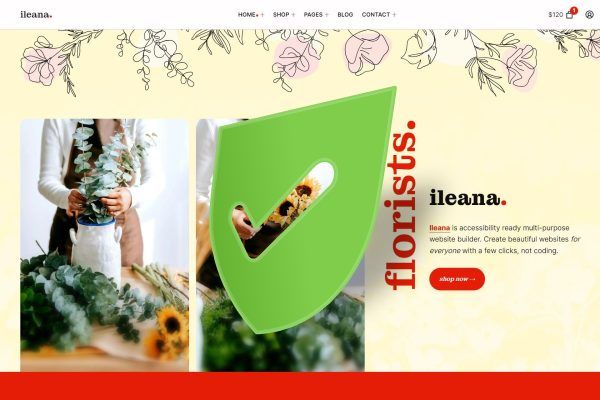 ileana.
HOME + SHOP + PAGES + BLOG CONTACT +
$120 1
florists.
ileana.
Ileana is accessibility ready multi-purpose
website builder. Create beautiful websites for
everyone with a few clicks, not coding.
shop now →